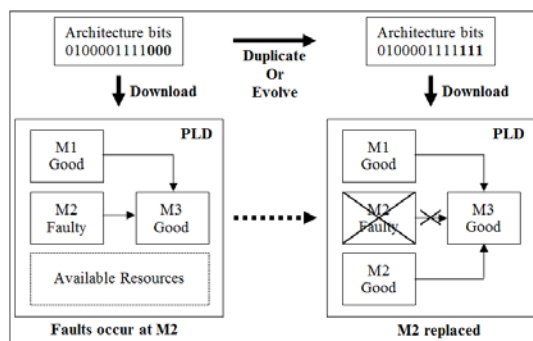 Architecture bits
0100001111000
Duplicate
Or
Evolve
Architecture bits
0100001111111
Download
Download
PLD
M1
Good
M2
Faulty
M3
Good
Available Resources
Faults occur at M2
PLD
M1
Good
M2
Faulty
M3
Good
M2
Good
M2 replaced